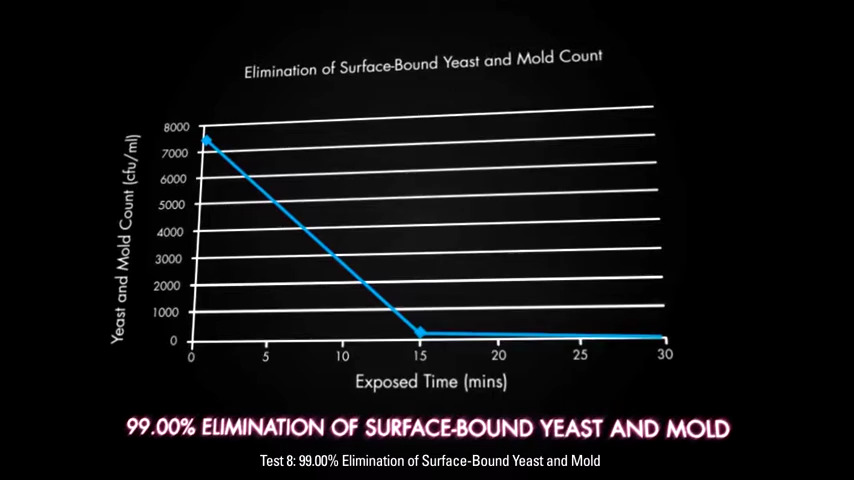 Elimination of Surface-Bound Yeast and Mold Count
Yeast and Mold Count (cfu/ml)
8000
7000
6000
5000
4000
3000
2000
1000
0
0 5 10 15 20 25 30
Exposed Time (mins)
99.00% ELIMINATION OF SURFACE-BOUND YEAST AND MOLD
Test 8: 99.00% Elimination of Surface-Bound Yeast and Mold